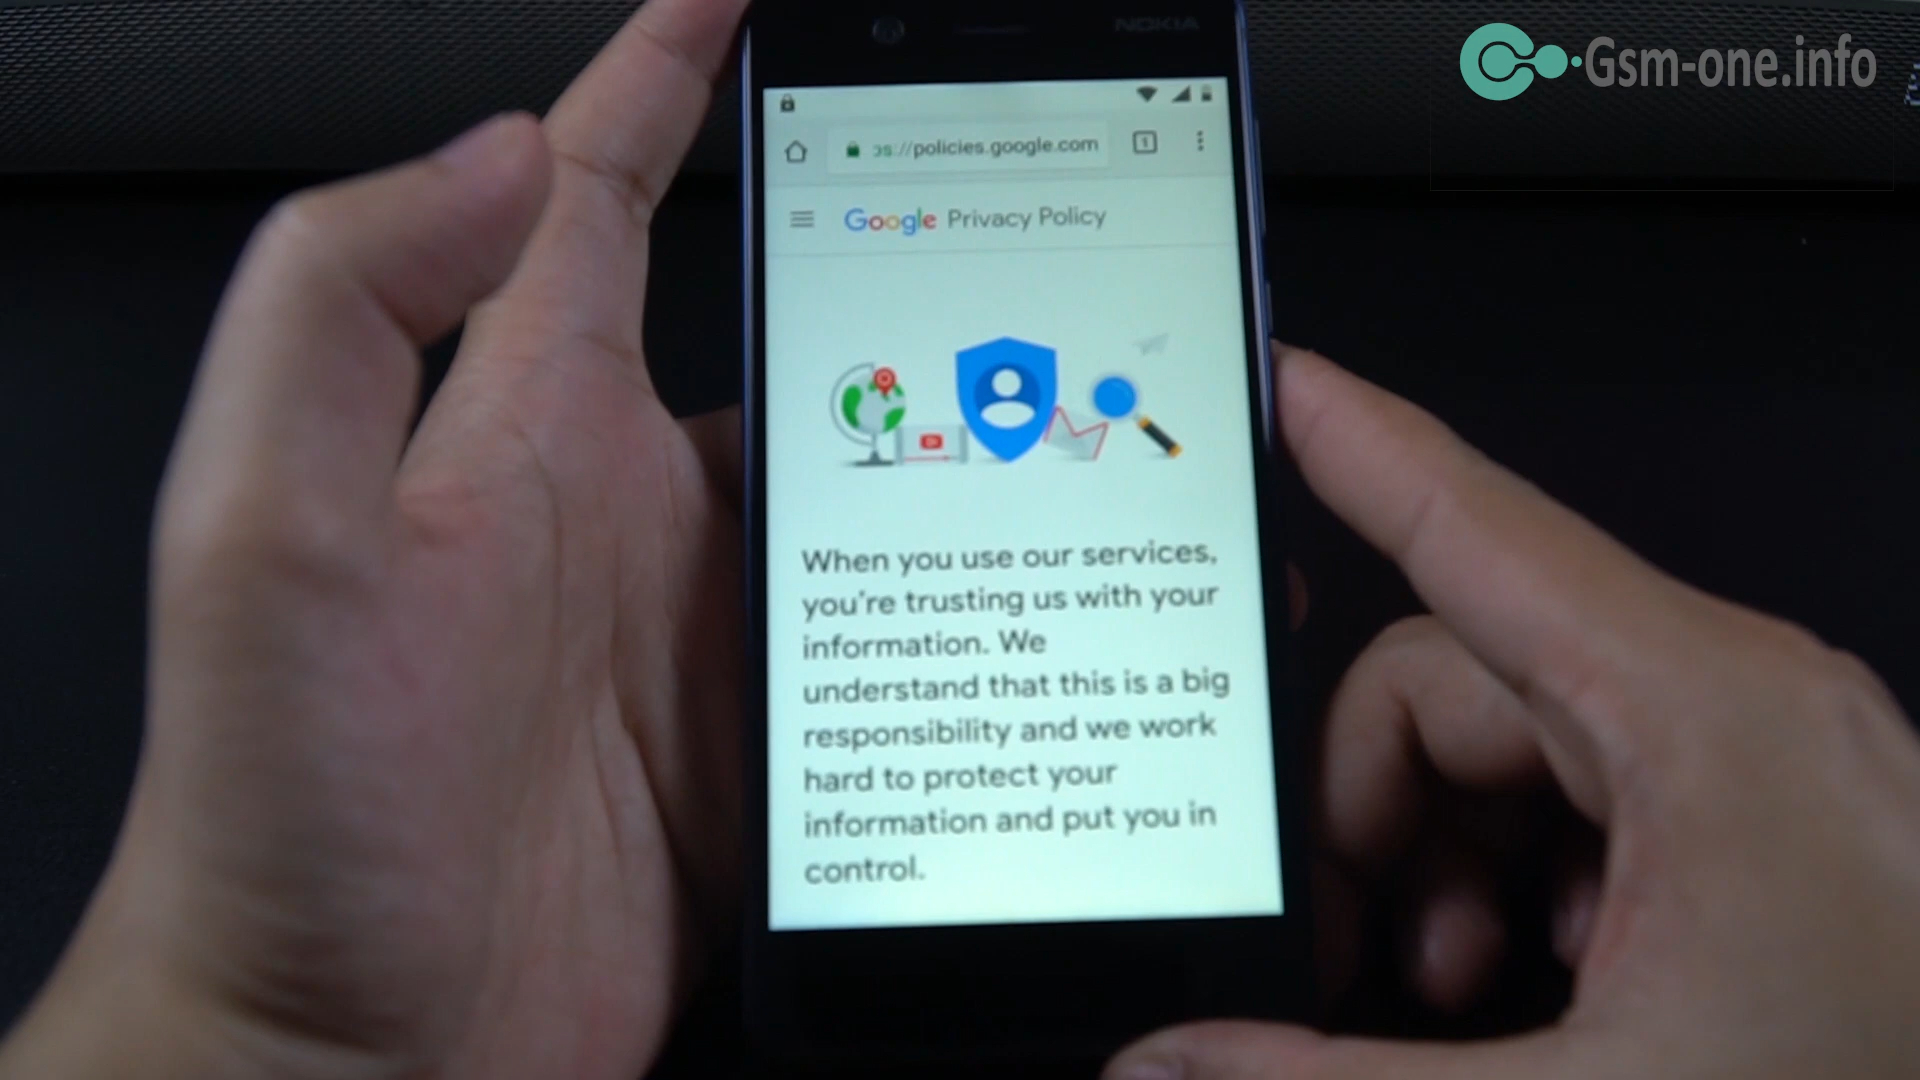 NOKIA
Gsm-one.info
://policies.google.com
1
Google Privacy Policy
When you use our services,
you're trusting us with your
information. We
understand that this is a big
responsibility and we work
hard to protect your
information and put you in
control.